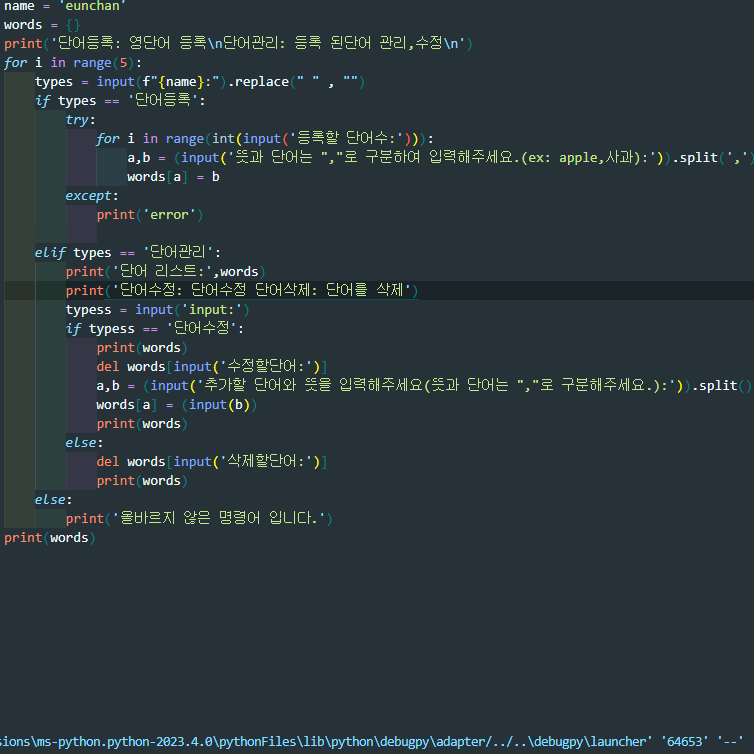 name = 'eunchan'
words = {}
print('단어등록: 영단어 등록\n단어관리: 등록 된단어 관리,수정\n')
for i in range(5):
    types = input(f"{name}:").replace(" " , "")
    if types == '단어등록':
        try:
            for i in range(int(input('등록할 단어수:'))):
                a,b = (input('뜻과 단어는 ","로 구분하여 입력해주세요.(ex: apple,사과):')).split(',')
                words[a] = b
        except:
            print('error')
    elif types == '단어관리':
        print('단어 리스트:',words)
        print('단어수정: 단어수정 단어삭제: 단어를 삭제')
        typess = input('input:')
        if typess == '단어수정':
            print(words)
            del words[input('수정할단어:')]
            a,b = (input('추가할 단어와 뜻을 입력해주세요(뜻과 단어는 ","로 구분해주세요.):')).split()
            words[a] = (input(b))
            print(words)
        else:
            del words[input('삭제할단어:')]
            print(words)
    else:
        print('올바르지 않은 명령어 입니다.')
print(words)
sions\ms-python.python-2023.4.0\pythonFiles\lib\python\debugpy\adapter/../..\debugpy\launcher' '64653' '--'